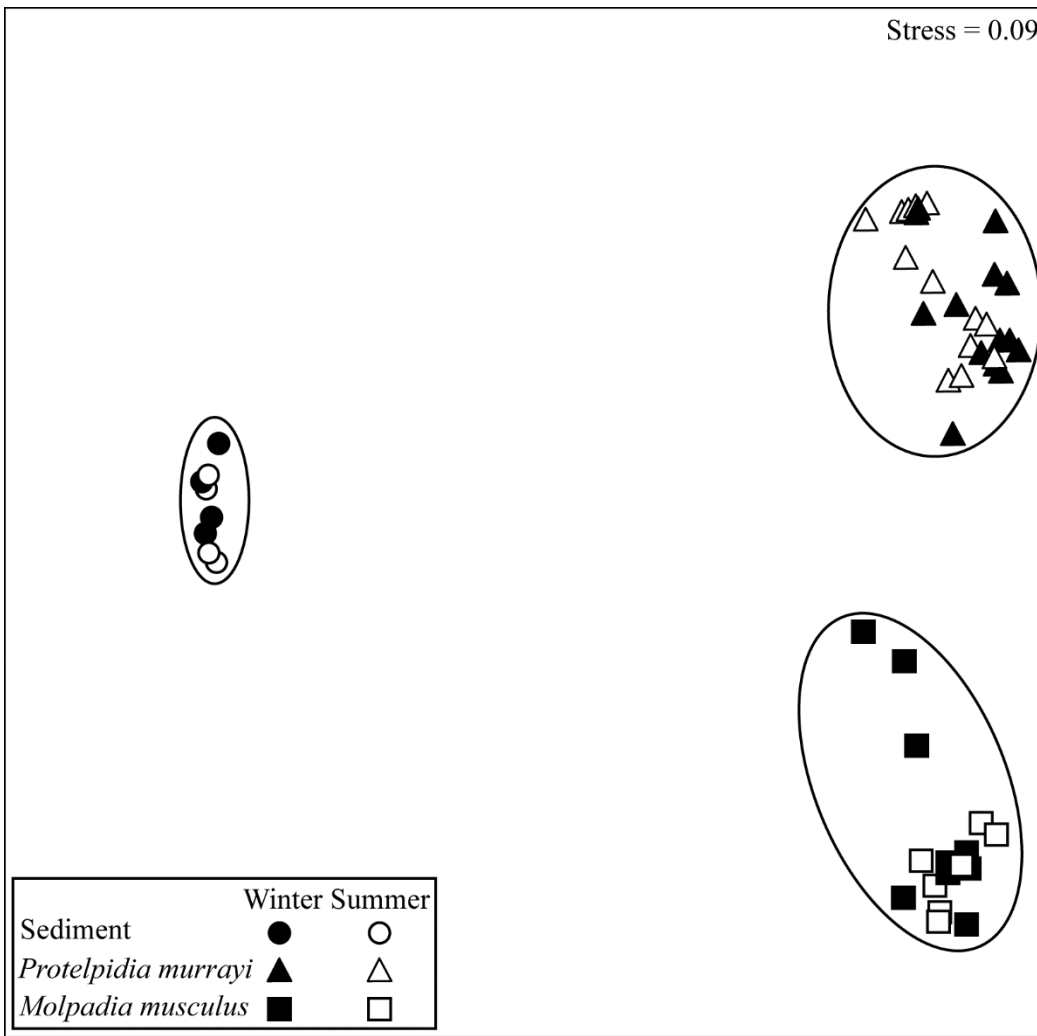 Stress = 0.09
Winter Summer
Sediment
Protelpidia murrayi
Molpadia musculus